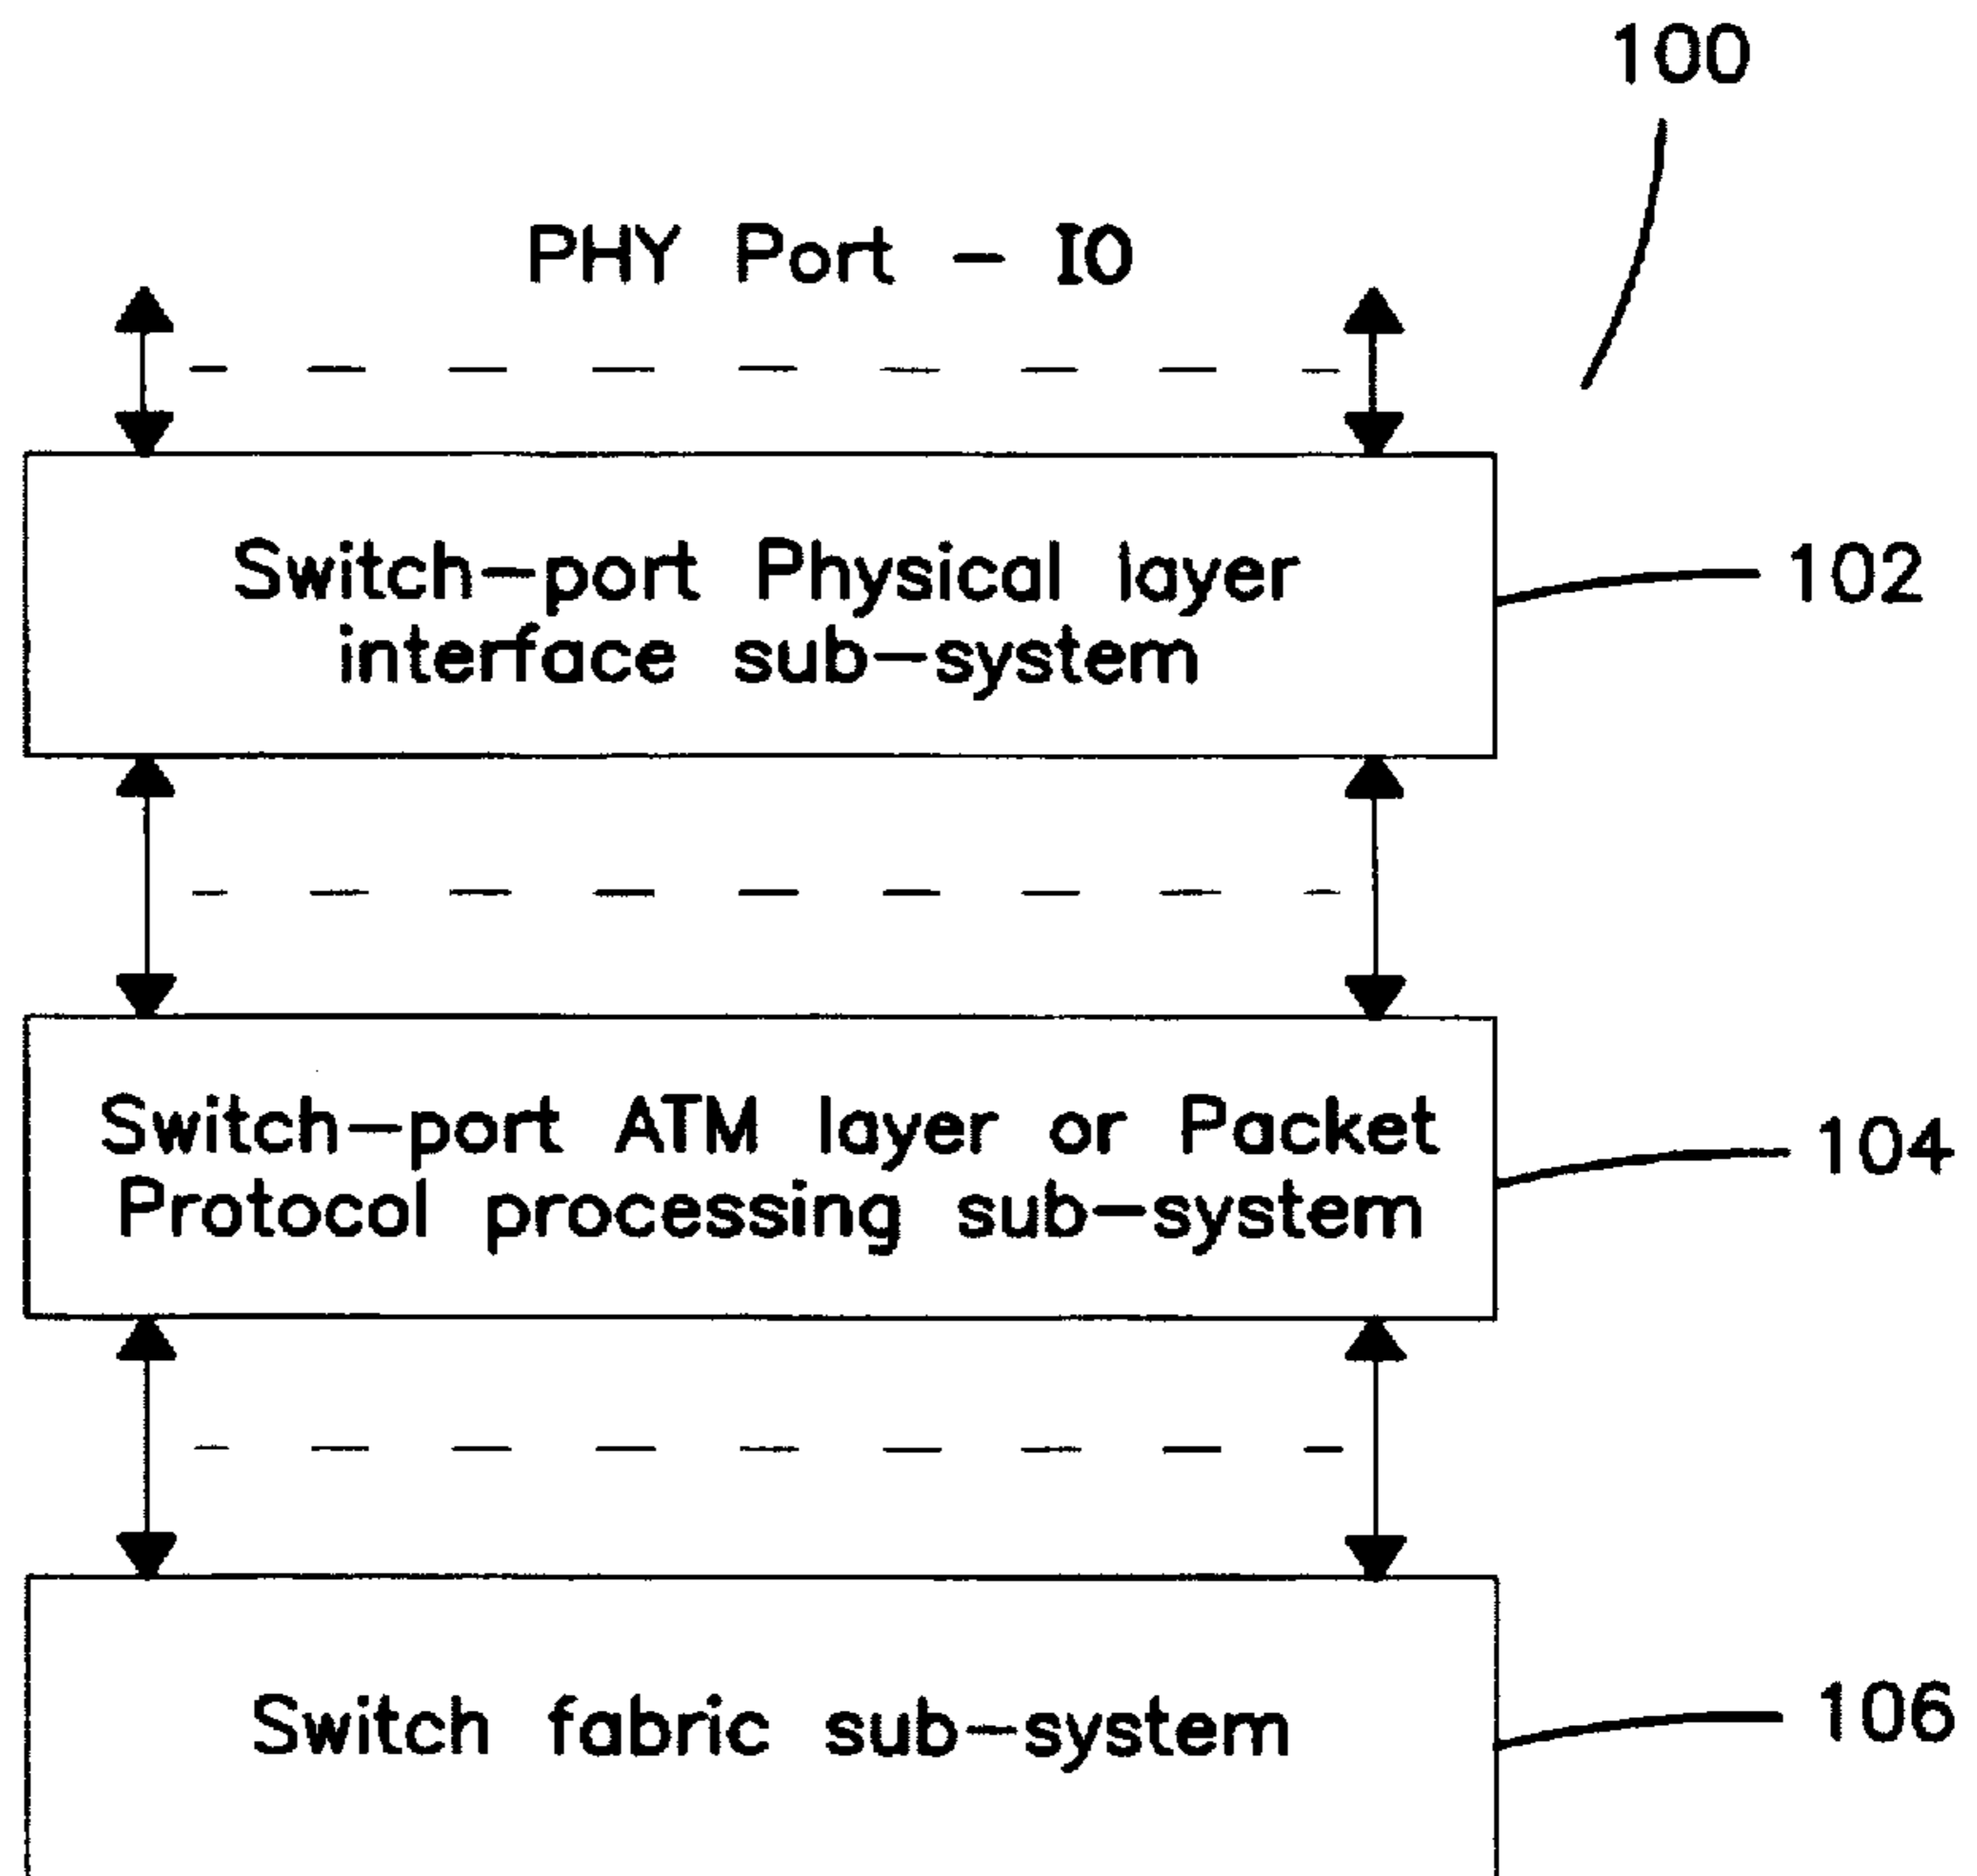 100
PHY Port - IO
Switch-port Physical layer
interface sub-system
102
Switch-port ATM layer or Packet
Protocol processing sub-system
104
Switch fabric sub-system
106